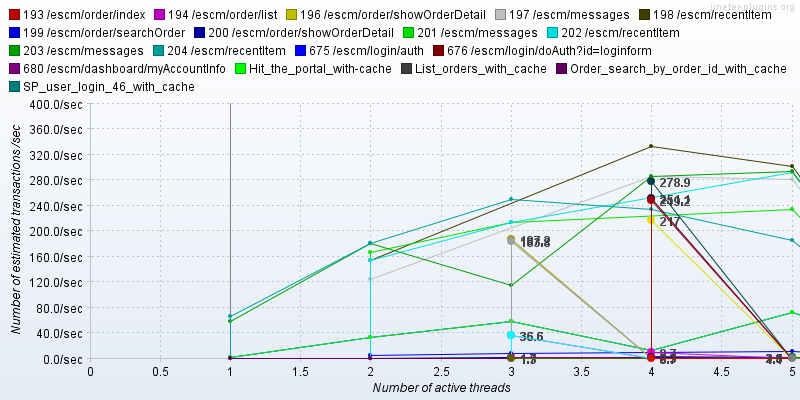 jmeter-plugins.org
193 /escm/order/index 194 /escm/order/list 196 /escm/order/showOrderDetail 197 /escm/messages 198 /escm/recentItem
199 /escm/order/searchOrder 200 /escm/order/showOrderDetail 201 /escm/messages 202 /escm/recentItem
203 /escm/messages 204 /escm/recentItem 675 /escm/login/auth 676 /escm/login/doAuth?id=loginform
680 /escm/dashboard/myAccountInfo Hit_the_portal_with-cache List_orders_with_cache Order_search_by_order_id_with_cache
SP_user_login_46_with_cache
400.0/sec
360.0/sec
320.0/sec
280.0/sec
240.0/sec
200.0/sec
160.0/sec
120.0/sec
80.0/sec
40.0/sec
0.0/sec
Number of estimated transactions /sec
278.9
217
36.6
0 0.5 1 1.5 2 2.5 3 3.5 4 4.5 5
Number of active threads